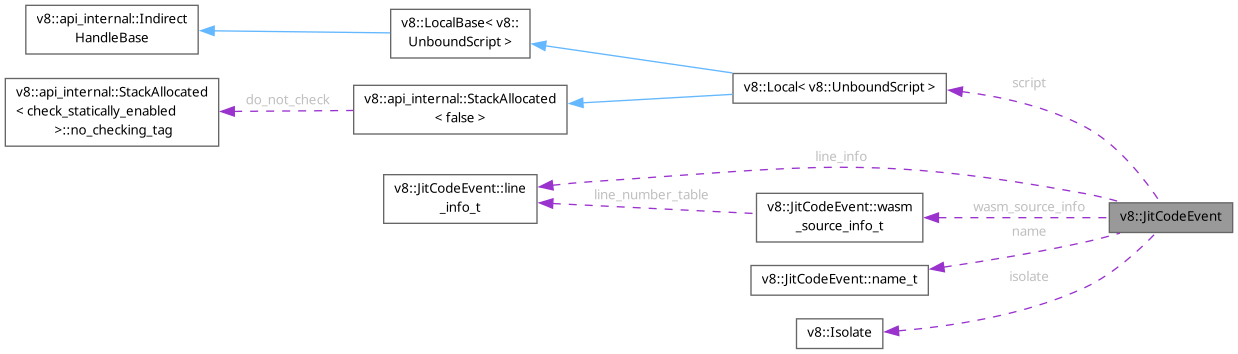 v8::api_internal::Indirect
HandleBase
v8::LocalBase< v8::
UnboundScript >
v8::api_internal::StackAllocated
< check_statically_enabled
>::no_checking_tag
do_not_check
v8::api_internal::StackAllocated
< false >
v8::Local< v8::UnboundScript >
script
line_info
v8::JitCodeEvent::line
_info_t
line_number_table
v8::JitCodeEvent::wasm
_source_info_t
wasm_source_info
v8::JitCodeEvent
name
v8::JitCodeEvent::name_t
isolate
v8::Isolate